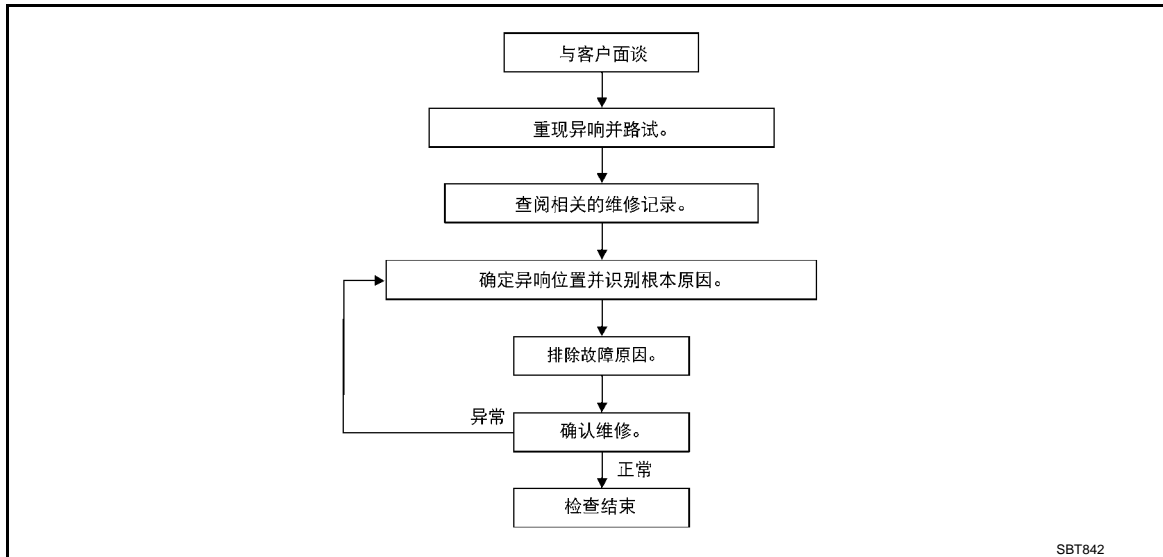 与客户面谈
重现异响并路试。
查阅相关的维修记录。
确定异响位置并识别根本原因。
排除故障原因。
异常
确认维修。
正常
检查结束
SBT842